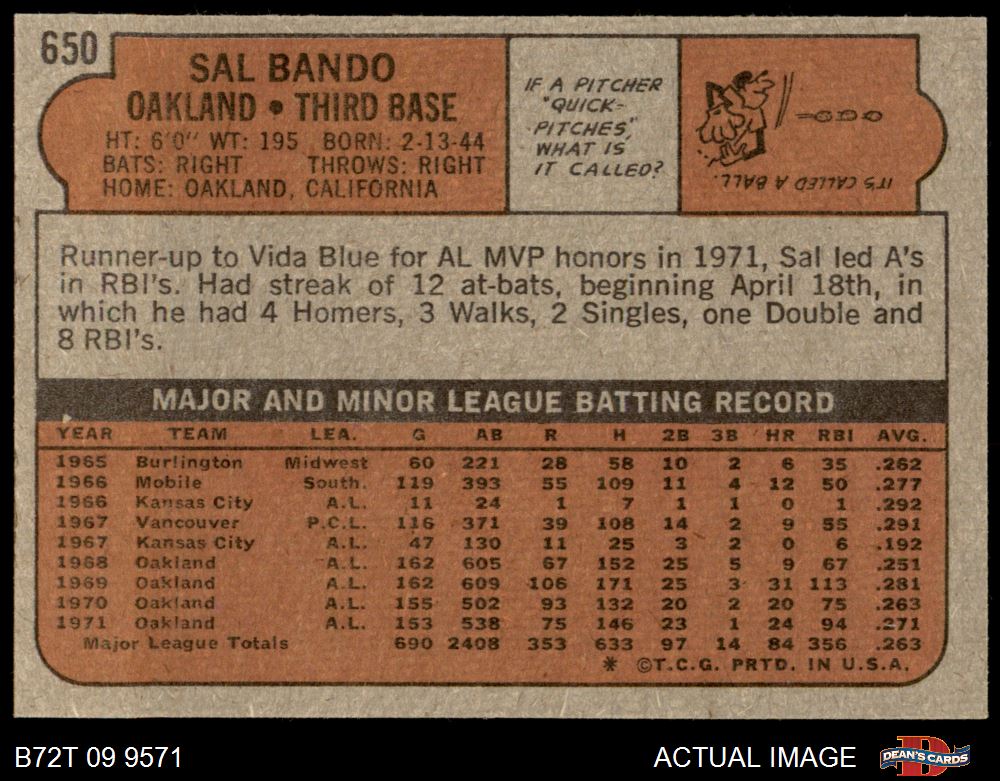 650
SAL BANDO
OAKLAND • THIRD BASE
HT: 6'0" WT: 195 BORN: 2-13-44
BATS: RIGHT THROWS: RIGHT
HOME: OAKLAND, CALIFORNIA
IF A PITCHER
"QUICK-
PITCHES,"
WHAT IS
IT CALLED?
IT'S CALLED A BALL.
Runner-up to Vida Blue for AL MVP honors in 1971, Sal led A's
in RBI's. Had streak of 12 at-bats, beginning April 18th, in
which he had 4 Homers, 3 Walks, 2 Singles, one Double and
8 RBI's.
MAJOR AND MINOR LEAGUE BATTING RECORD
YEAR TEAM LEA. G AB R H 2B 3B HR RBI AVG.
1965 Burlington Midwest 60 221 28 58 10 2 6 35 .262
1966 Mobile South. 119 393 55 109 11 4 12 50 .277
1966 Kansas City A.L. 11 24 1 7 1 1 0 1 .292
1967 Vancouver P.C.L. 116 371 39 108 14 2 9 55 .291
1967 Kansas City A.L. 47 130 11 25 3 2 0 6 .192
1968 Oakland A.L. 162 605 67 152 25 5 9 67 .251
1969 Oakland A.L. 162 609 106 171 25 3 31 113 .281
1970 Oakland A.L. 155 502 93 132 20 2 20 75 .263
1971 Oakland A.L. 153 538 75 146 23 1 24 94 .271
Major League Totals 690 2408 353 633 97 14 84 356 .263
* ©T.C.G. PRTD. IN U.S.A.
B72T 09 9571 ACTUAL IMAGE DEAN'S CARDS